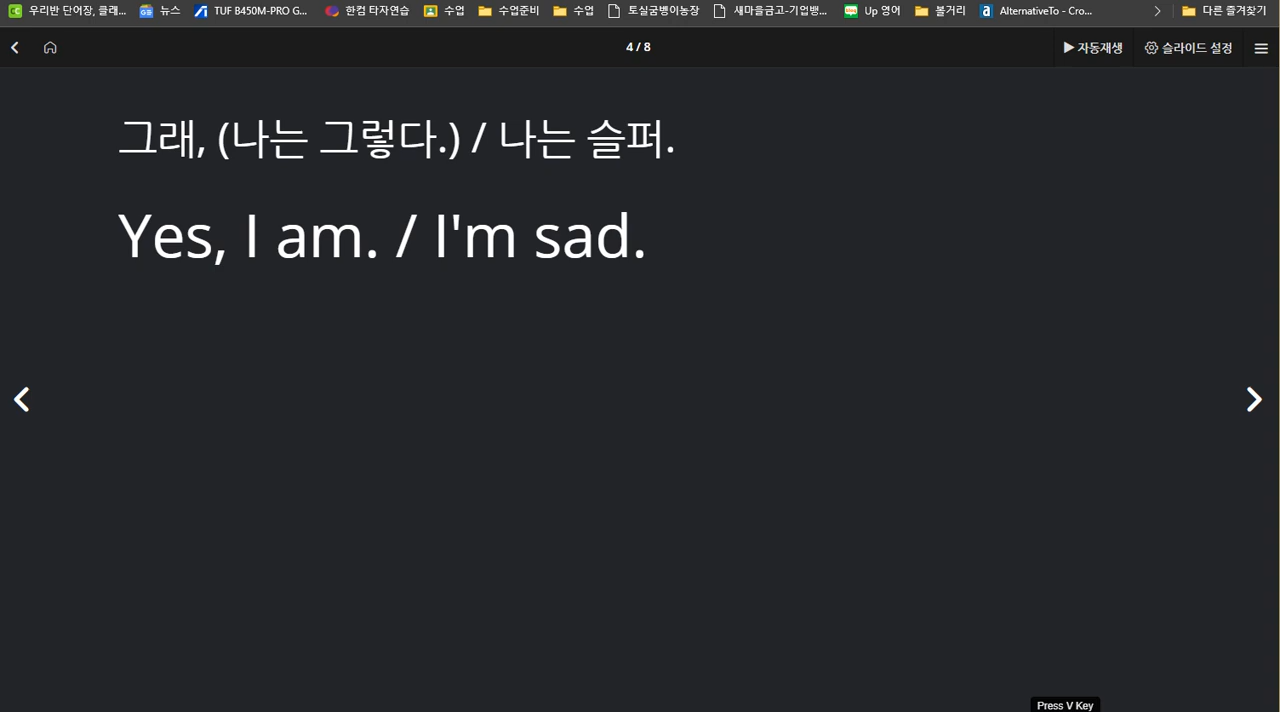 우리반 단어장, 클래... 뉴스 TUF B450M-PRO G... 한컴 타자연습 수업 수업준비 수업 토실굼벵이농장 새마을금고-기업뱅... Up 영어 볼거리 AlternativeTo - Cro... 다른 즐겨찾기
4 / 8 자동재생 슬라이드 설정
그래, (나는 그렇다.) / 나는 슬퍼.
Yes, I am. / I'm sad.
Press V Key